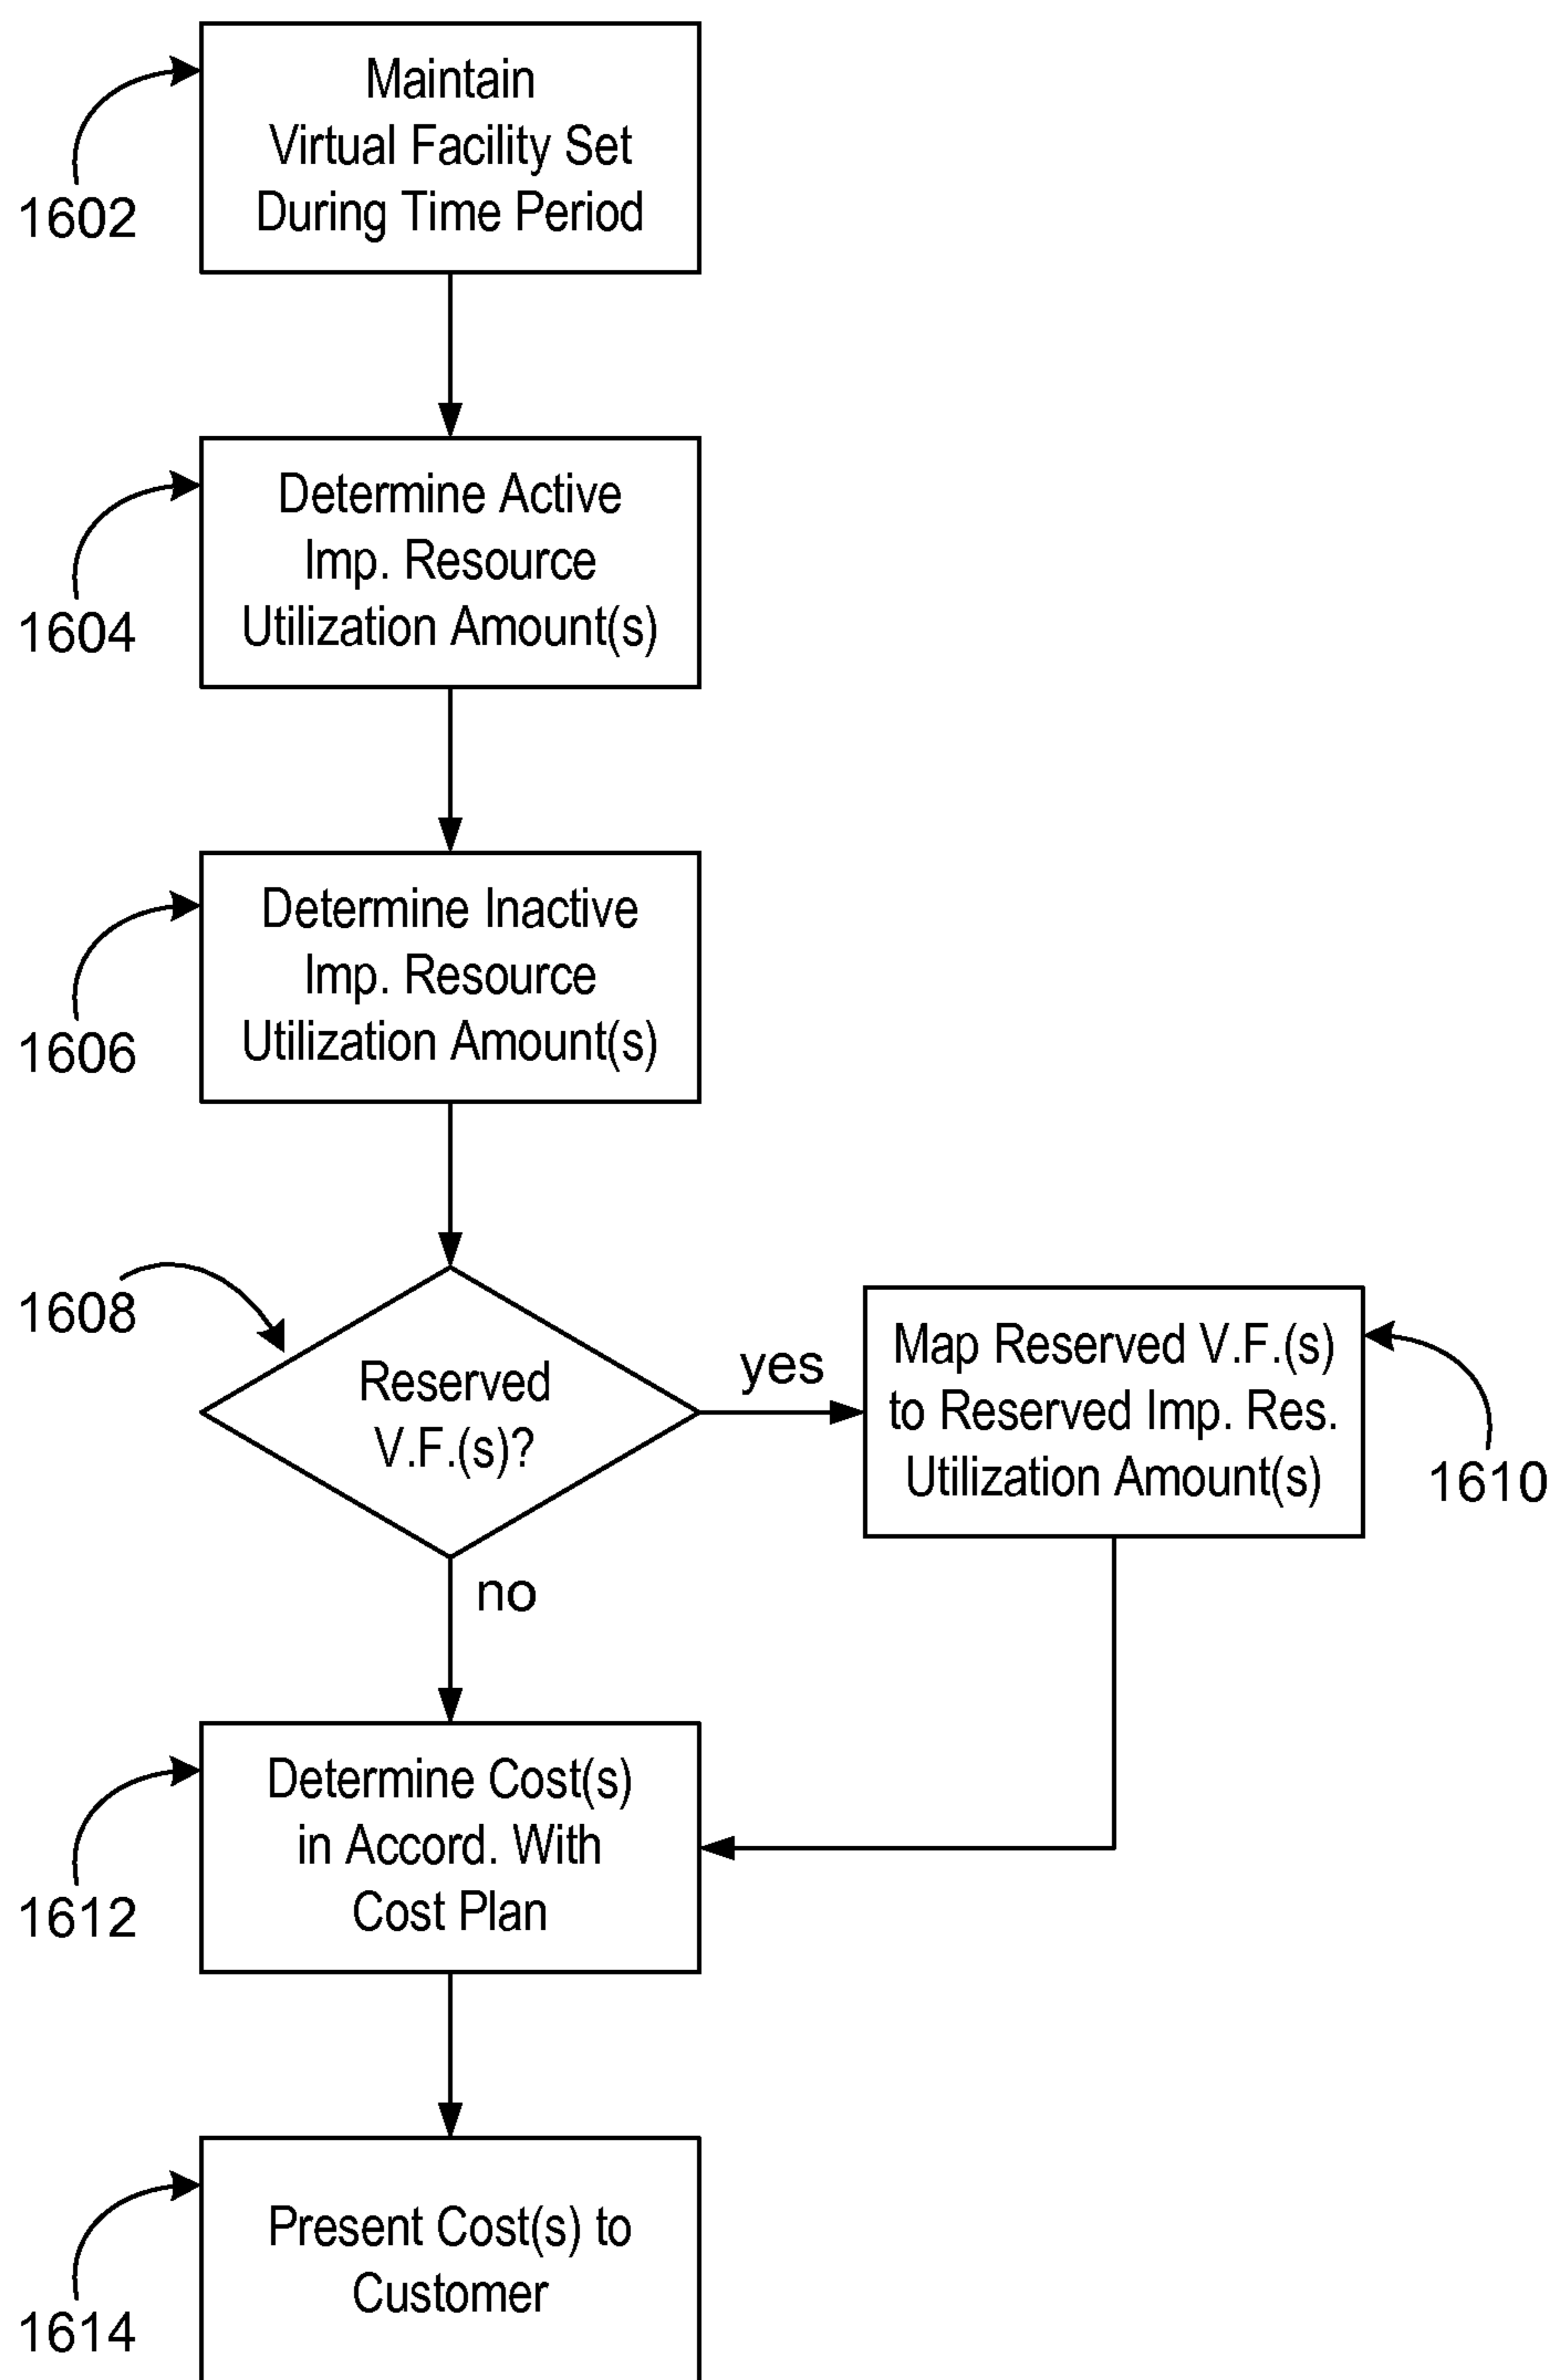 Maintain
Virtual Facility Set
During Time Period
1602
Determine Active
Imp. Resource
Utilization Amount(s)
1604
Determine Inactive
Imp. Resource
Utilization Amount(s)
1606
1608
Reserved
V.F.(s)?
yes
Map Reserved V.F.(s)
to Reserved Imp. Res.
Utilization Amount(s)
1610
no
Determine Cost(s)
in Accord. With
Cost Plan
1612
Present Cost(s) to
Customer
1614